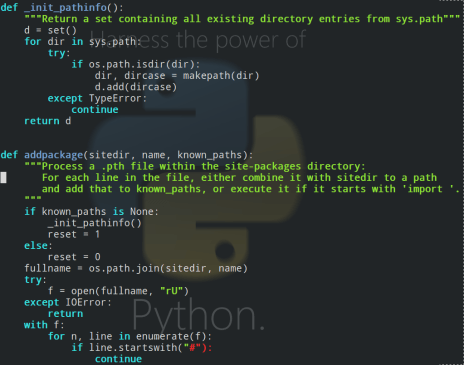 def _init_pathinfo():
    """Return a set containing all existing directory entries from sys.path"""
    d = set()
    for dir in sys.path:
Harness the power of
        try:
            if os.path.isdir(dir):
                dir, dircase = makepath(dir)
                d.add(dircase)
        except TypeError:
            continue
    return d
def addpackage(sitedir, name, known_paths):
    """Process a .pth file within the site-packages directory:
       For each line in the file, either combine it with sitedir to a path
       and add that to known_paths, or execute it if it starts with 'import '.
    """
    if known_paths is None:
        _init_pathinfo()
        reset = 1
    else:
        reset = 0
    fullname = os.path.join(sitedir, name)
    try:
        f = open(fullname, "rU")
    except IOError:
        return
Python.
    with f:
        for n, line in enumerate(f):
            if line.startswith("#"):
                continue